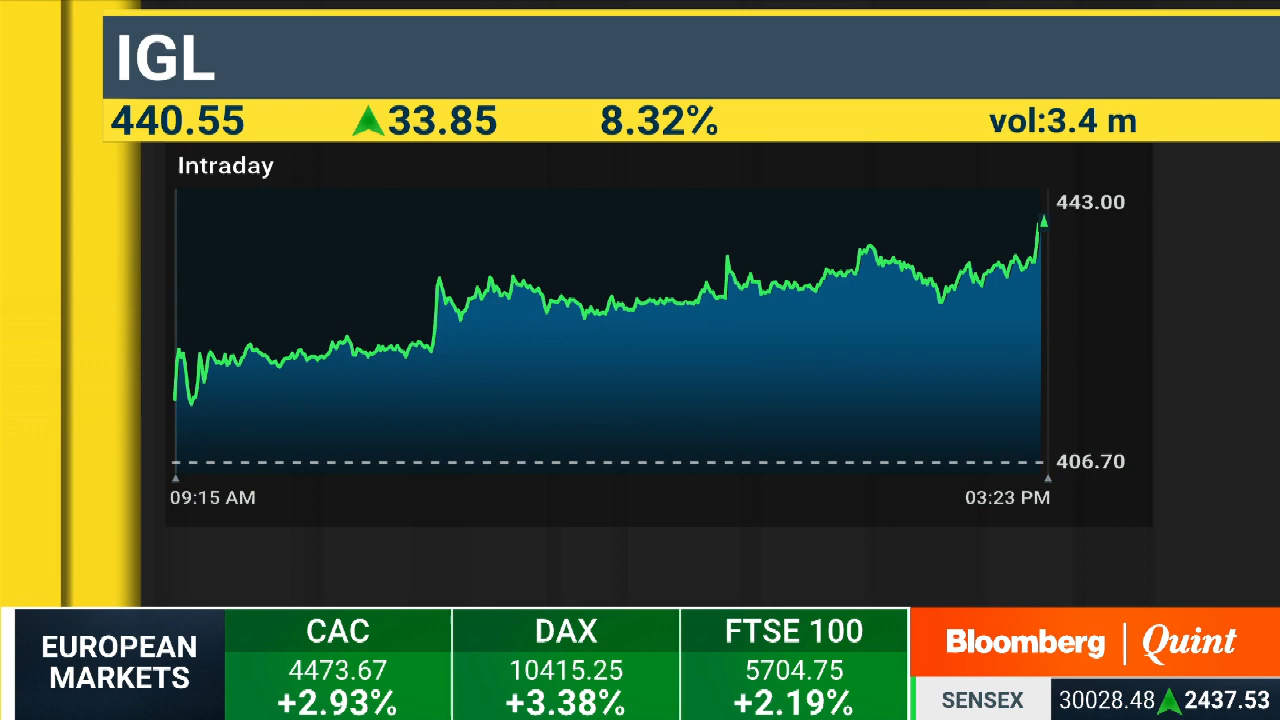 IGL
440.55 33.85 8.32% vol:3.4 m
Intraday
443.00
406.70
09:15 AM 03:23 PM
EUROPEAN
MARKETS
CAC
4473.67
+2.93%
DAX
10415.25
+3.38%
FTSE 100
5704.75
+2.19%
Bloomberg | Quint
SENSEX 30028.48 2437.53